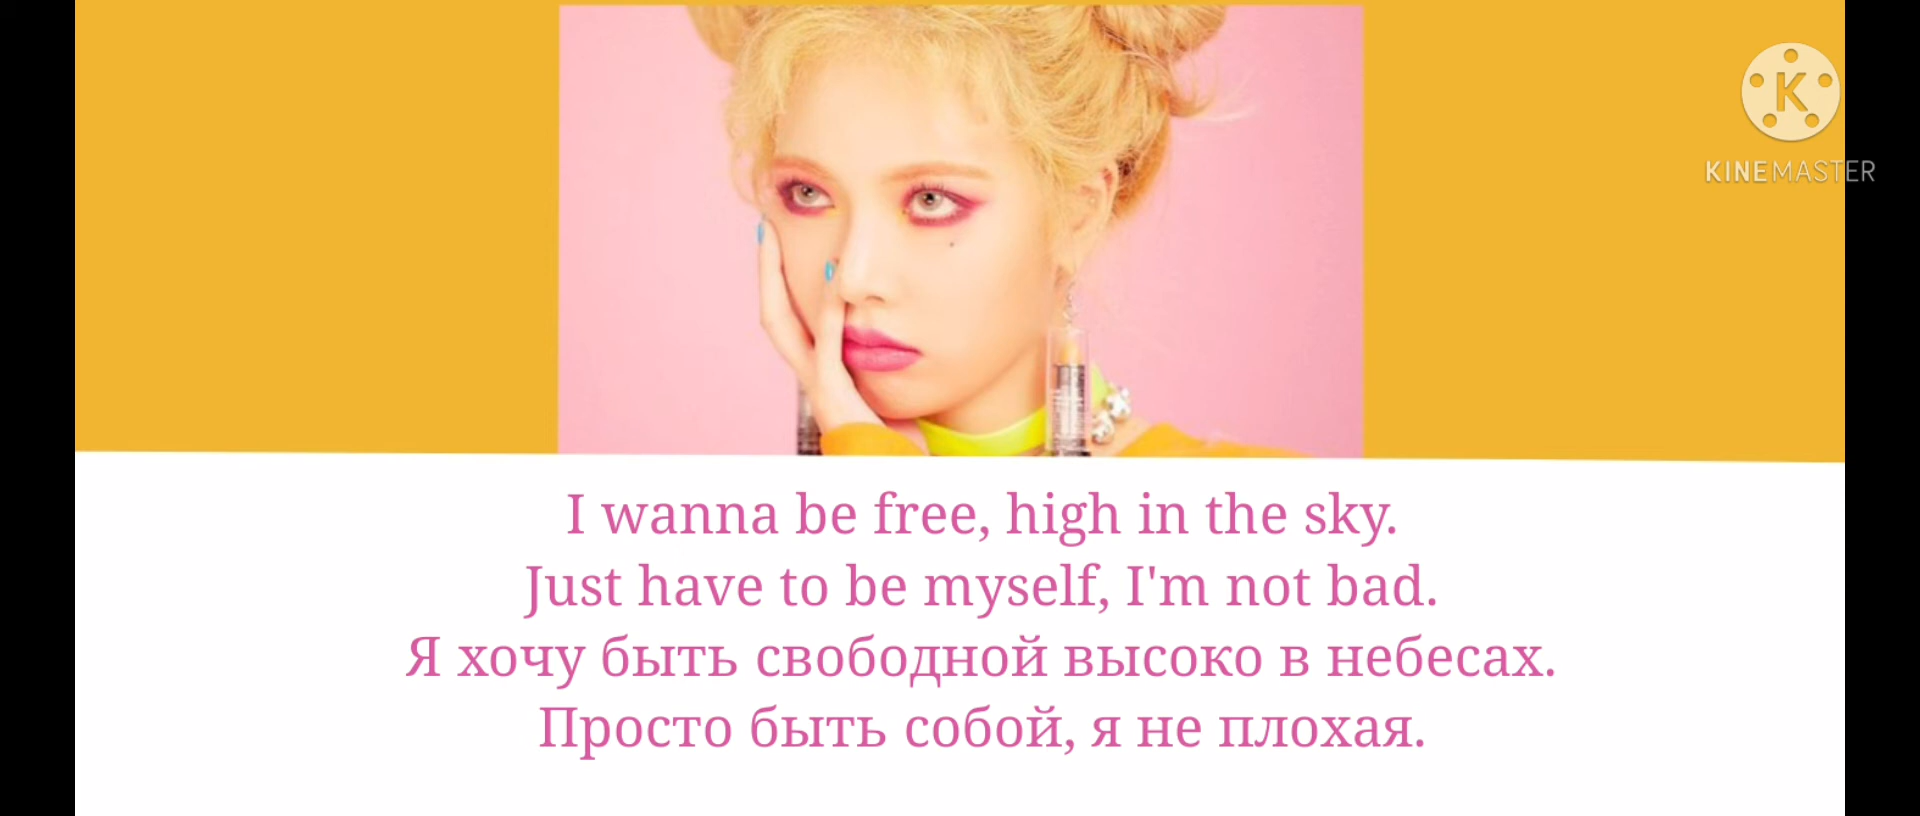 K
KINEMASTER
I wanna be free, high in the sky.
Just have to be myself, I'm not bad.
Я хочу быть свободной высоко в небесах.
Просто быть собой, я не плохая.